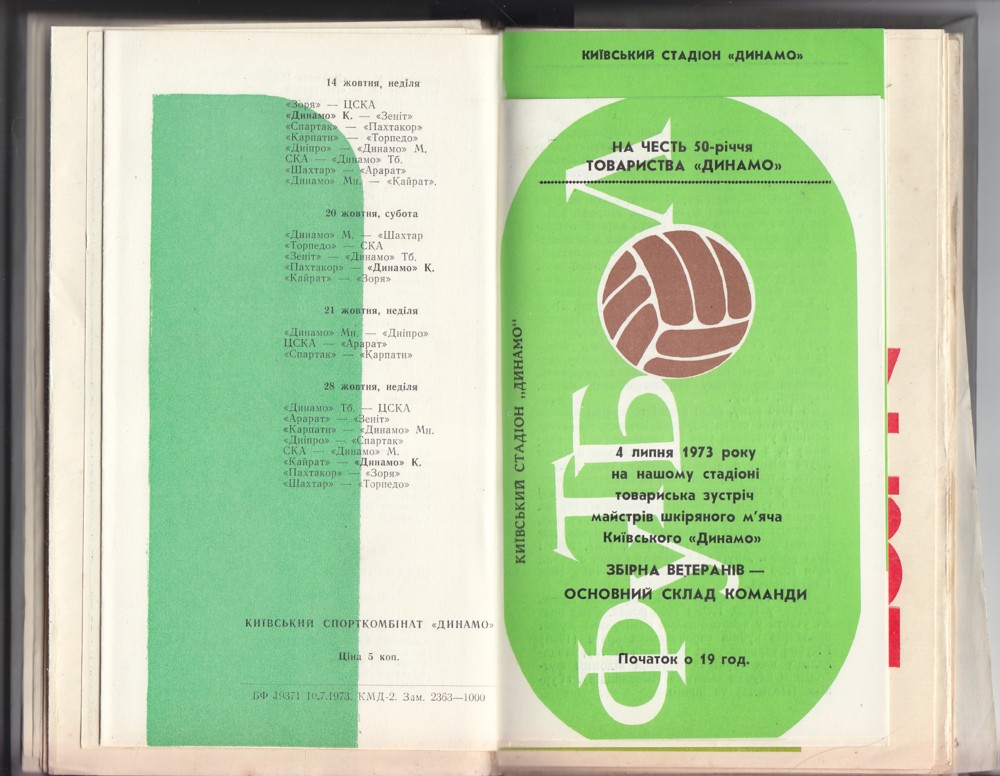 14 жовтня, неділя
«Зоря» — ЦСКА
«Динамо» К. — «Зеніт»
«Спартак» — «Пахтакор»
«Карпати» — «Торпедо»
«Дніпро» — «Динамо» М.
СКА — «Динамо» Тб.
«Шахтар» — «Арарат»
«Динамо» Мн. — «Кайрат».
20 жовтня, субота
«Динамо» М. — «Шахтар
«Торпедо» — СКА
«Зеніт» — «Динамо» Тб.
«Пахтакор» — «Динамо» К.
«Кайрат» — «Зоря»
21 жовтня, неділя
«Динамо» Мн. — «Дніпро»
ЦСКА — «Арарат»
«Спартак» — «Карпати»
28 жовтня, неділя
«Динамо» Тб. — ЦСКА
«Арарат» — «Зеніт»
«Карпати» — «Динамо» Мн.
«Дніпро» — «Спартак»
СКА — «Динамо» М.
«Кайрат» — «Динамо» К.
«Пахтакор» — «Зоря»
«Шахтар» — «Торпедо»
КИЇВСЬКИЙ СПОРТКОМБІНАТ «ДИНАМО»
Ціна 5 коп.
БФ 19371 10.7.1973. КМД-2. Зам. 2363—1000
КИЇВСЬКИЙ СТАДІОН «ДИНАМО»
НА ЧЕСТЬ 50-річчя
ТОВАРИСТВА «ДИНАМО»
КИЇВСЬКИЙ СТАДІОН „ДИНАМО"
ФУТБОЛ
4 липня 1973 року
на нашому стадіоні
товариська зустріч
майстрів шкіряного м'яча
Київського «Динамо»
ЗБІРНА ВЕТЕРАНІВ —
ОСНОВНИЙ СКЛАД КОМАНДИ
Початок о 19 год.